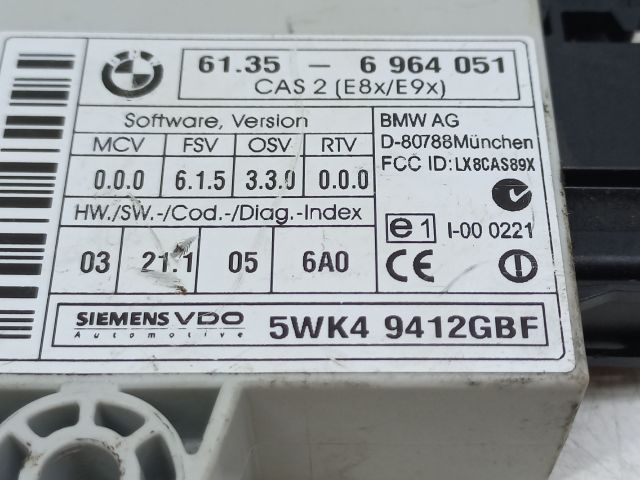 BMW
61.35 - 6 964 051
CAS 2 (E8x/E9x)
Software, Version
MCV FSV OSV RTV
0.0.0 6.1.5 3.3.0 0.0.0
HW./SW.-/Cod.-/Diag.-Index
03 21.1 05 6A0
BMW AG
D-80788München
FCC ID: LX8CAS89X
e1 I-00 0221
CE
SIEMENS VDO
Automotive
5WK4 9412GBF